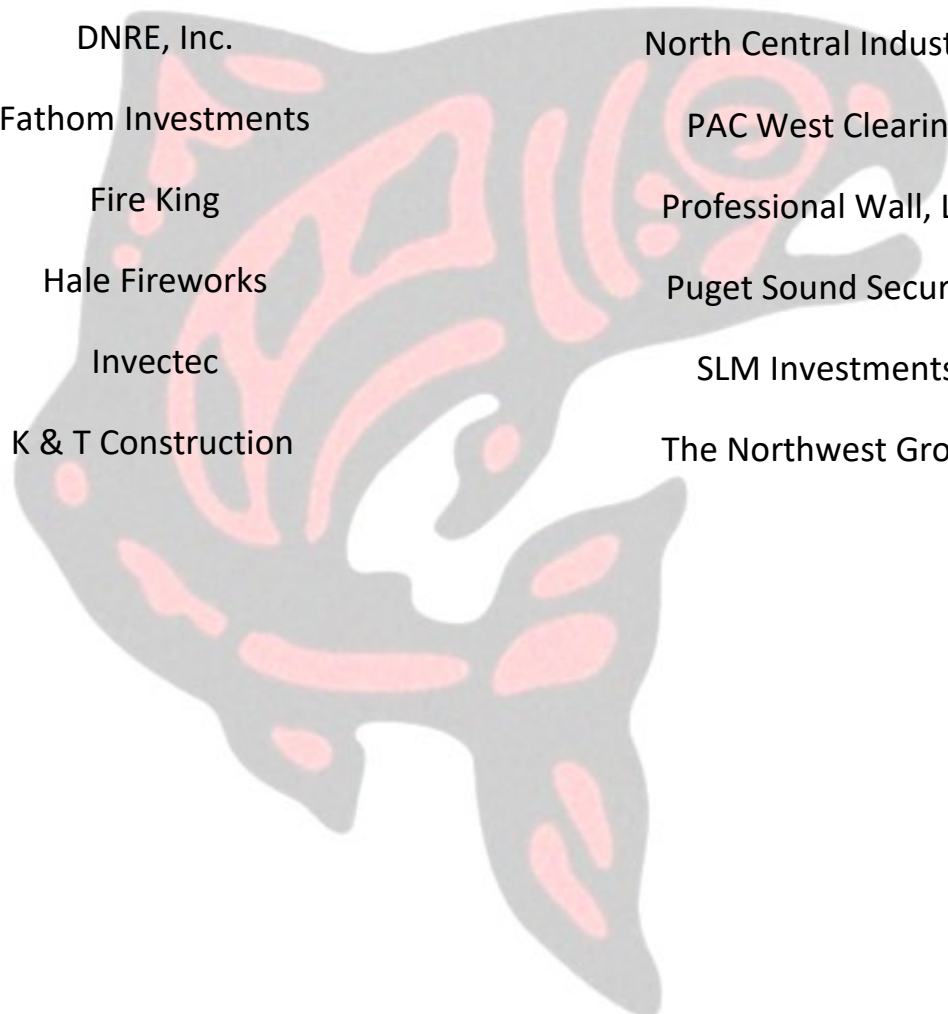 DNRE, Inc.
Fathom Investments
Fire King
Hale Fireworks
Invectec
K & T Construction
North Central
PAC West
Professional Wall,
Puget Sound
SLM Investments
The Northwest